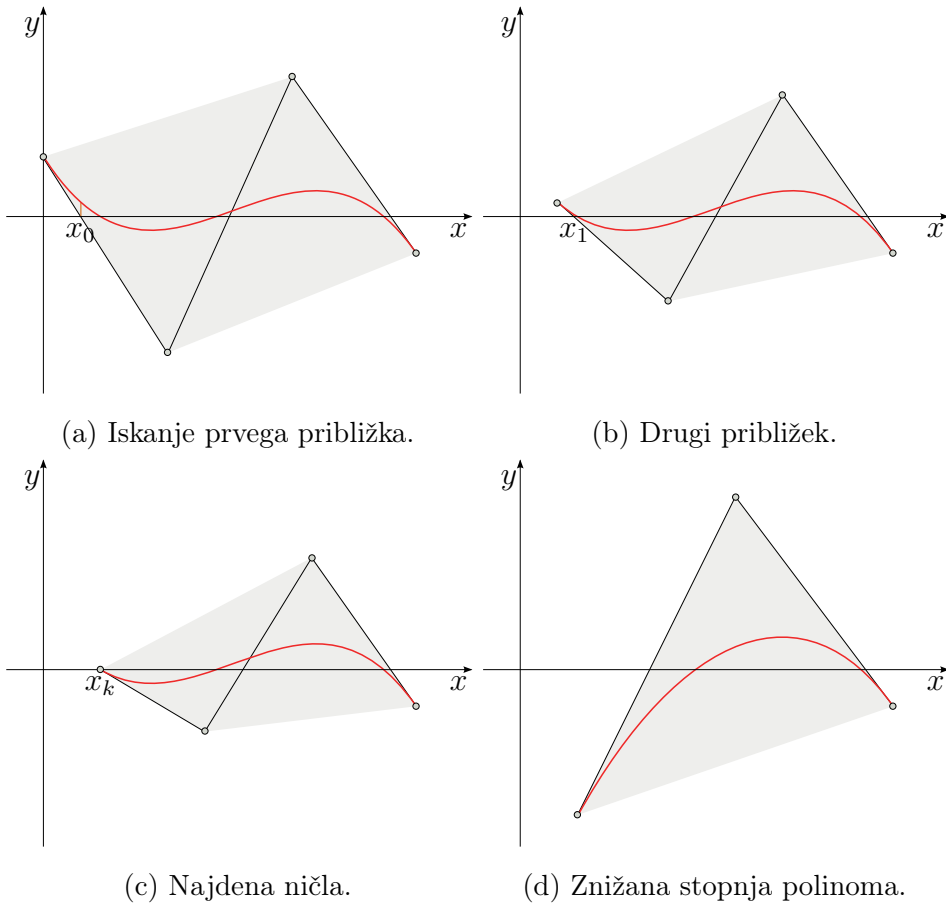 y
x
x₀
(a) Iskanje prvega približka.
y
x
x₁
(b) Drugi približek.
y
x
xₖ
(c) Najdena ničla.
y
x
(d) Znižana stopnja polinoma.